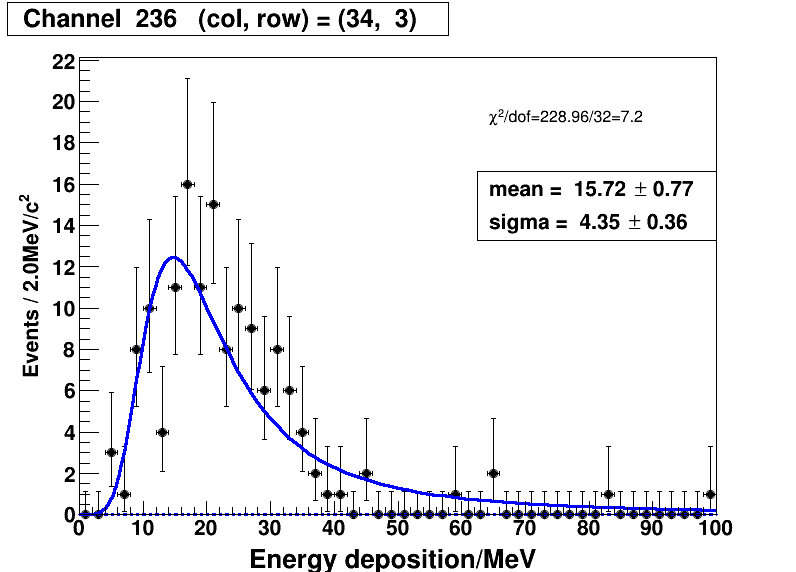 Channel 236 (col, row) = (34, 3)
χ²/dof=228.96/32=7.2
mean = 15.72 ± 0.77
sigma = 4.35 ± 0.36
Events / 2.0MeV/c²
22
20
18
16
14
12
10
8
6
4
2
0
0 10 20 30 40 50 60 70 80 90 100
Energy deposition/MeV